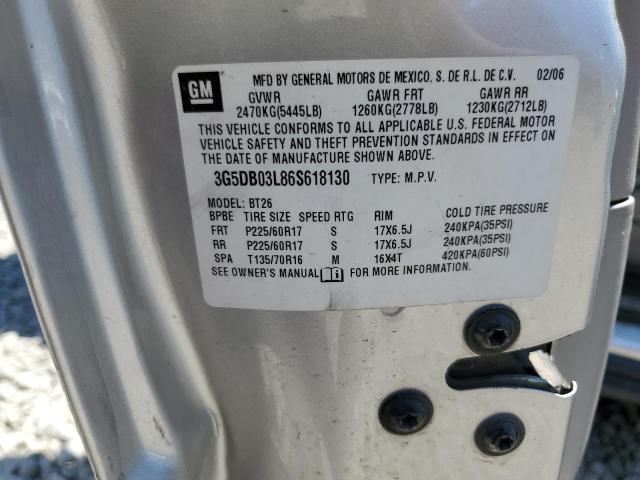 GM
MFD BY GENERAL MOTORS DE MEXICO. S. DE R.L. DE C.V. 02/06
GVWR GAWR FRT GAWR RR
2470KG(5445LB) 1260KG(2778LB) 1230KG(2712LB)
THIS VEHICLE CONFORMS TO ALL APPLICABLE U.S. FEDERAL MOTOR
VEHICLE SAFETY AND THEFT PREVENTION STANDARDS IN EFFECT ON
THE DATE OF MANUFACTURE SHOWN ABOVE.
3G5DB03L86S618130 TYPE: M.P.V.
MODEL: BT26
BPBE TIRE SIZE SPEED RTG RIM COLD TIRE PRESSURE
FRT P225/60R17 S 17X6.5J 240KPA(35PSI)
RR P225/60R17 S 17X6.5J 240KPA(35PSI)
SPA T135/70R16 M 16X4T 420KPA(60PSI)
SEE OWNER'S MANUAL FOR MORE INFORMATION.